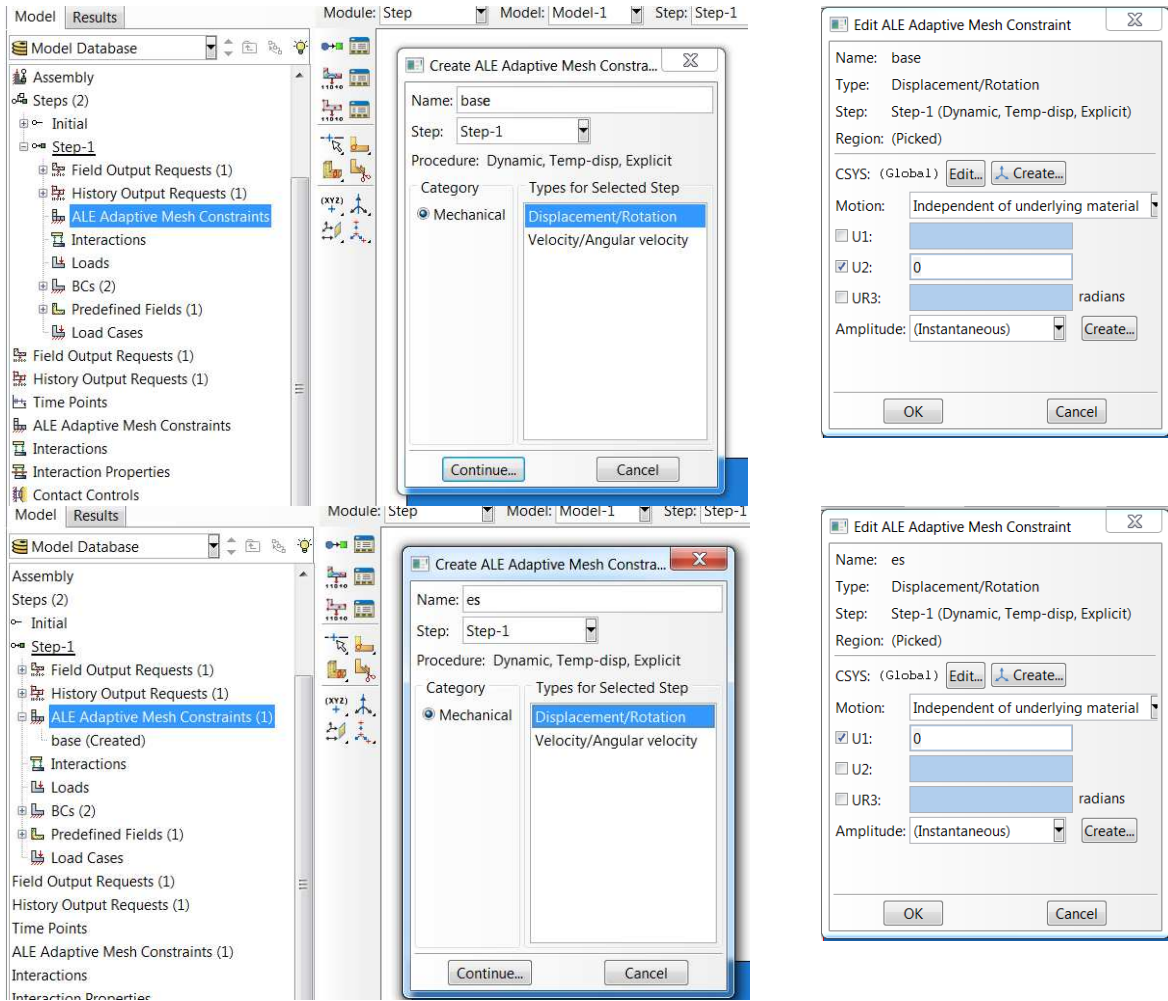 Model Results
Module: Step Model: Model-1 Step: Step-1
Model Database
Assembly
Steps (2)
Initial
Step-1
Field Output Requests (1)
History Output Requests (1)
ALE Adaptive Mesh Constraints
Interactions
Loads
BCs (2)
Predefined Fields (1)
Load Cases
Field Output Requests (1)
History Output Requests (1)
Time Points
ALE Adaptive Mesh Constraints
Interactions
Interaction Properties
Contact Controls
(XYZ)
Create ALE Adaptive Mesh Constra...
Name: base
Step: Step-1
Procedure: Dynamic, Temp-disp, Explicit
Category
Mechanical
Types for Selected Step
Displacement/Rotation
Velocity/Angular velocity
Continue... Cancel
Edit ALE Adaptive Mesh Constraint
Name: base
Type: Displacement/Rotation
Step: Step-1 (Dynamic, Temp-disp, Explicit)
Region: (Picked)
CSYS: (Global) Edit... Create...
Motion: Independent of underlying material
U1:
U2: 0
UR3: radians
Amplitude: (Instantaneous) Create...
OK Cancel
Model Results
Module: Step Model: Model-1 Step: Step-1
Model Database
Assembly
Steps (2)
Initial
Step-1
Field Output Requests (1)
History Output Requests (1)
ALE Adaptive Mesh Constraints (1)
base (Created)
Interactions
Loads
BCs (2)
Predefined Fields (1)
Load Cases
Field Output Requests (1)
History Output Requests (1)
Time Points
ALE Adaptive Mesh Constraints (1)
Interactions
Interaction Properties
(XYZ)
Create ALE Adaptive Mesh Constra...
Name: es
Step: Step-1
Procedure: Dynamic, Temp-disp, Explicit
Category
Mechanical
Types for Selected Step
Displacement/Rotation
Velocity/Angular velocity
Continue... Cancel
Edit ALE Adaptive Mesh Constraint
Name: es
Type: Displacement/Rotation
Step: Step-1 (Dynamic, Temp-disp, Explicit)
Region: (Picked)
CSYS: (Global) Edit... Create...
Motion: Independent of underlying material
U1: 0
U2:
UR3: radians
Amplitude: (Instantaneous) Create...
OK Cancel